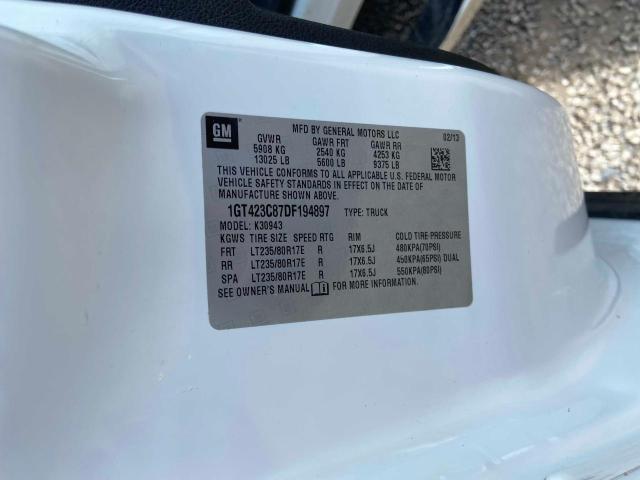 GM
MFD BY GENERAL MOTORS LLC 02/13
GVWR GAWR FRT GAWR RR
5908 KG 2540 KG 4253 KG
13025 LB 5600 LB 9375 LB
THIS VEHICLE CONFORMS TO ALL APPLICABLE U.S. FEDERAL MOTOR
VEHICLE SAFETY STANDARDS IN EFFECT ON THE DATE OF
MANUFACTURE SHOWN ABOVE.
1GT423C87DF194897 TYPE: TRUCK
MODEL: K30943
KGWS TIRE SIZE SPEED RTG RIM COLD TIRE PRESSURE
FRT LT235/80R17E R 17X6.5J 480KPA(70PSI)
RR LT235/80R17E R 17X6.5J 450KPA(65PSI) DUAL
SPA LT235/80R17E R 17X6.5J 550KPA(80PSI)
SEE OWNER'S MANUAL FOR MORE INFORMATION.